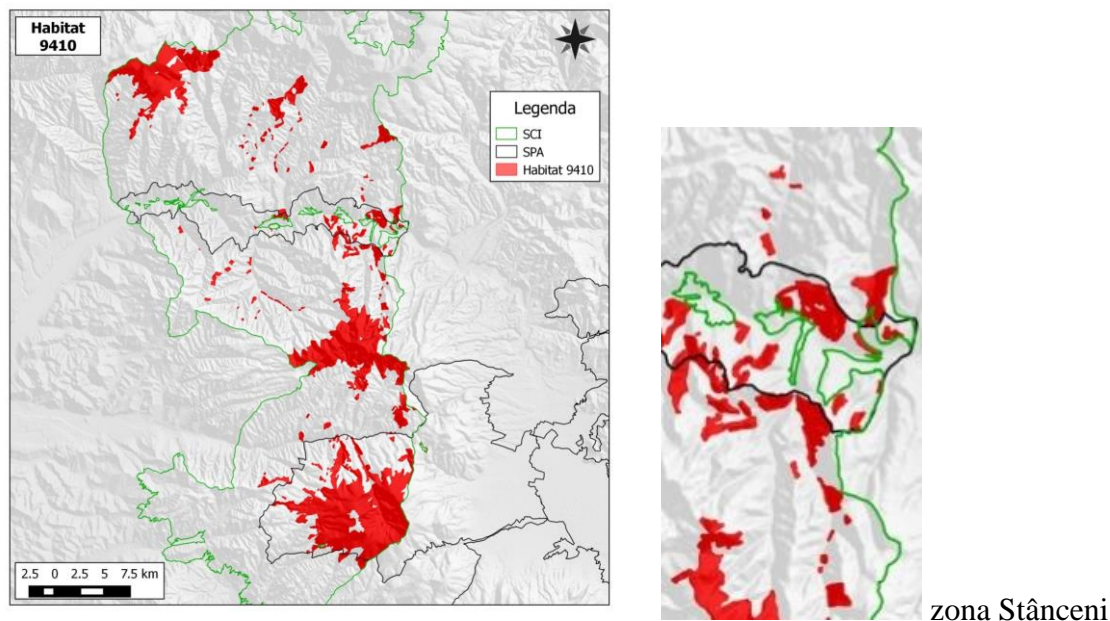 Habitat
9410
Legenda
SCI
SPA
Habitat 9410
2.5 0 2.5 5 7.5 km
zona Stânceni